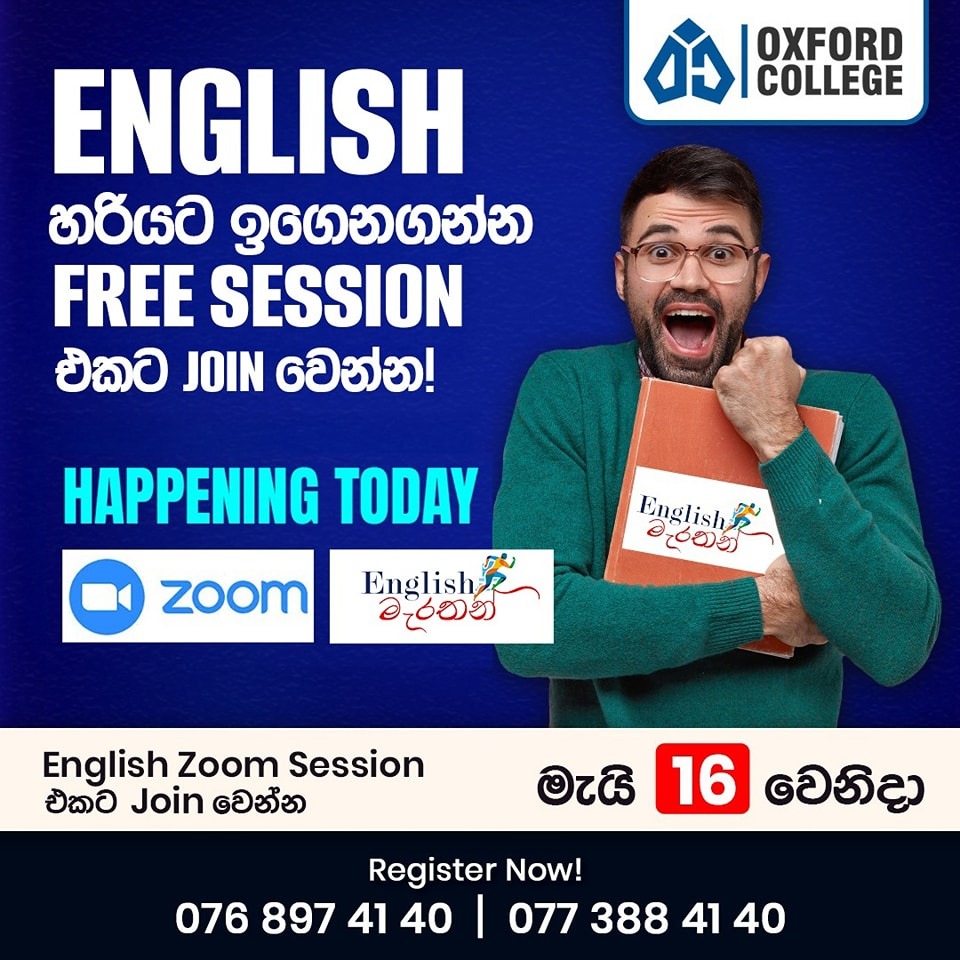 OXFORD
COLLEGE
ENGLISH
හරියට ඉගෙනගන්න
FREE SESSION
එකට JOIN වෙන්න!
HAPPENING TODAY
zoom
English
මැරතන්
English
මැරතන්
English Zoom Session
එකට Join වෙන්න
මැයි 16 වෙනිදා
Register Now!
076 897 41 40 | 077 388 41 40